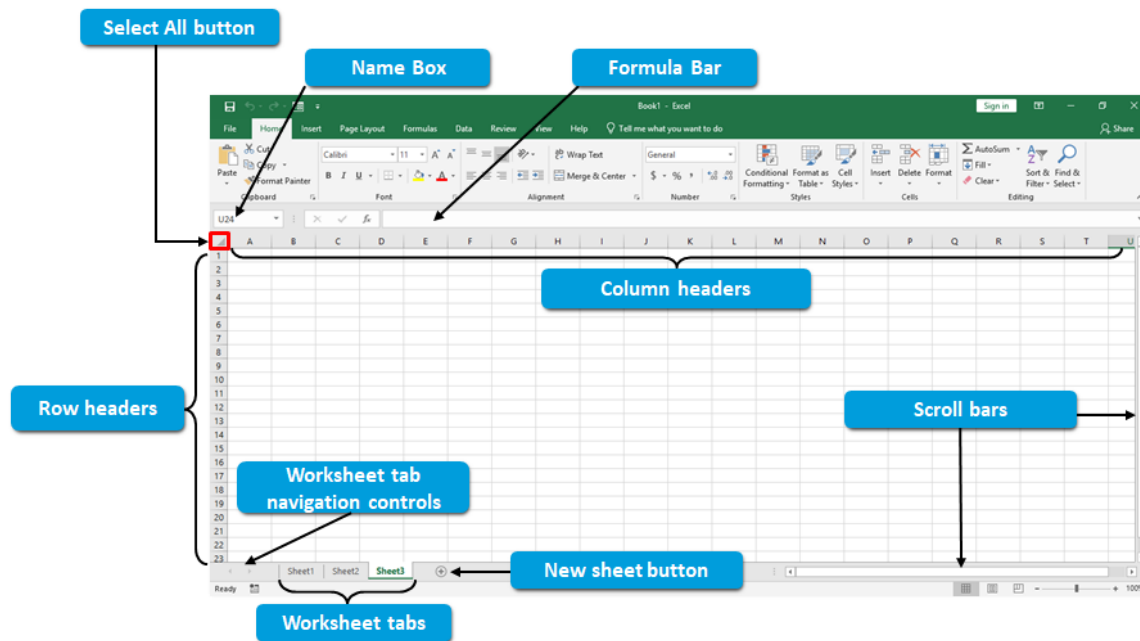 Select All button
Name Box
Formula Bar
Book1 - Excel
Sign in
File Home Insert Page Layout Formulas Data Review View Help Tell me what you want to do
Share
Cut
Copy
Format Painter
Paste
Calibri 11
B I U
Wrap Text
Merge & Center
General
$ % ,
Conditional Formatting
Format as Table
Cell Styles
Insert Delete Format
AutoSum
Fill
Clear
Sort & Filter
Find & Select
Clipboard Font Alignment Number Styles Cells Editing
U24 fx
A B C D E F G H I J K L M N O P Q R S T U
Column headers
1
2
3
4
5
6
7
8
9
10
11
12
13
14
15
16
17
18
19
20
21
22
23
Row headers
Scroll bars
Worksheet tab
navigation controls
Sheet1 Sheet2 Sheet3
New sheet button
Ready
100%
Worksheet tabs